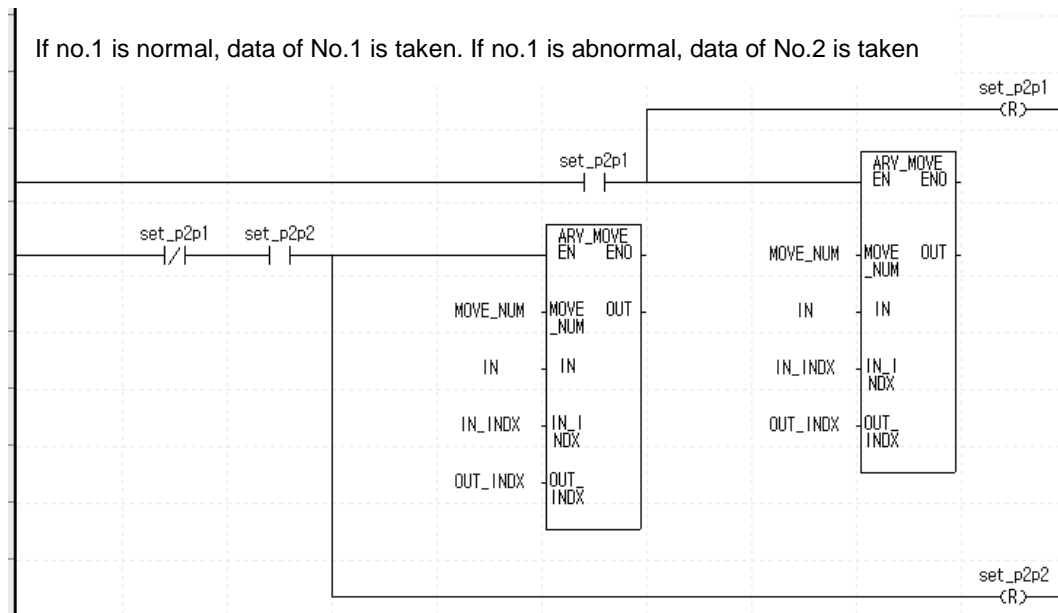 If no.1 is normal, data of No.1 is taken. If no.1 is abnormal, data of No.2 is taken
set_p2p1
(R)
set_p2p1
ARY_MOVE
EN ENO
set_p2p1 set_p2p2
ARY_MOVE
EN ENO
MOVE_NUM MOVE OUT
_NUM
MOVE_NUM MOVE OUT
_NUM
IN IN
IN IN
IN_INDX IN_I
NDX
IN_INDX IN_I
NDX
OUT_INDX OUT_
INDX
OUT_INDX OUT_
INDX
set_p2p2
(R)